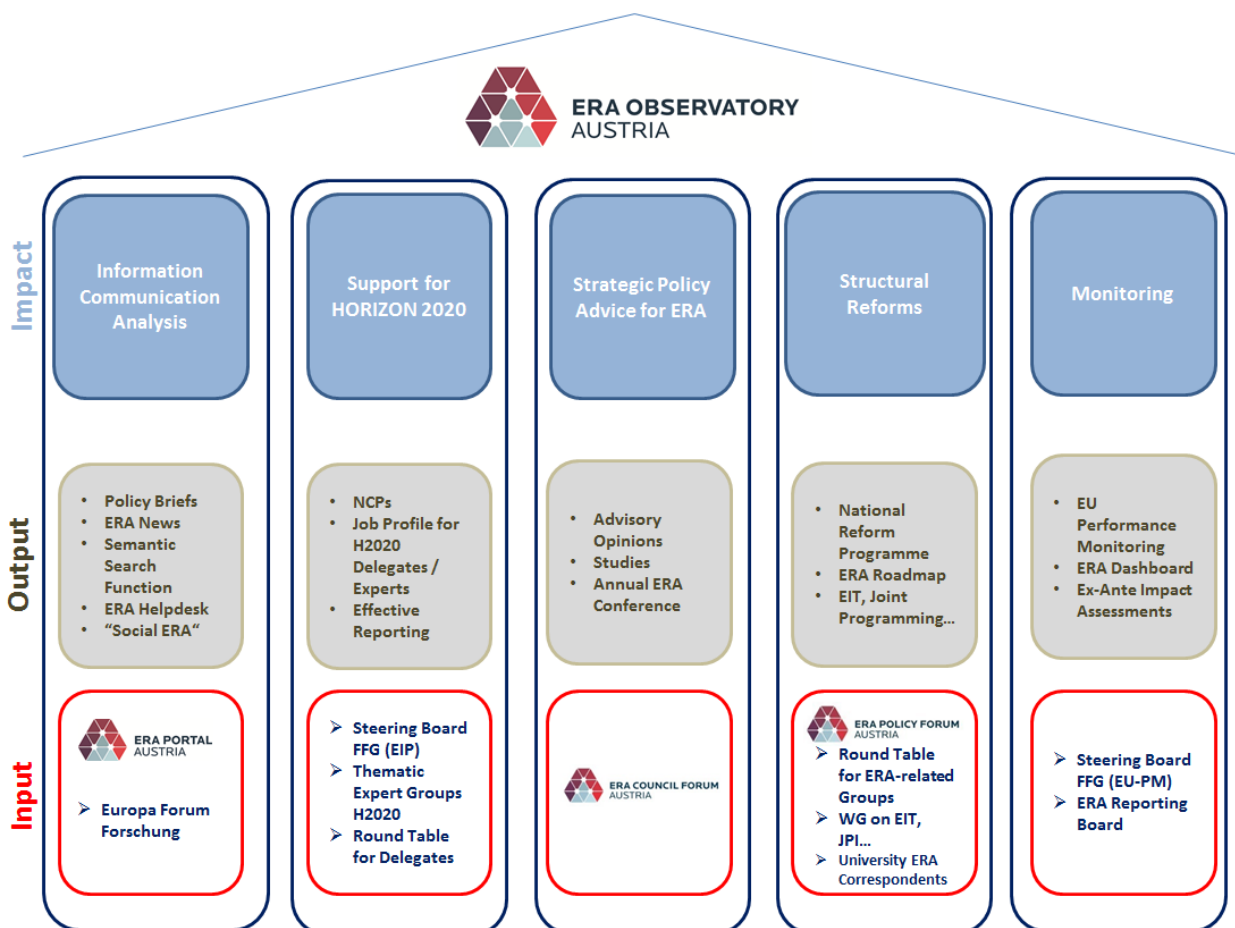 ERA OBSERVATORY
AUSTRIA
Impact
Information
Communication
Analysis
Support for
HORIZON 2020
Strategic Policy
Advice for ERA
Structural
Reforms
Monitoring
Output
• Policy Briefs
• ERA News
• Semantic
Search
Function
• ERA Helpdesk
• “Social ERA“
• NCPs
• Job Profile for
H2020
Delegates /
Experts
• Effective
Reporting
• Advisory
Opinions
• Studies
• Annual ERA
Conference
• National
Reform
Programme
• ERA Roadmap
• EIT, Joint
Programming…
• EU
Performance
Monitoring
• ERA Dashboard
• Ex-Ante Impact
Assessments
Input
ERA PORTAL
AUSTRIA
➢ Europa Forum
Forschung
➢ Steering Board
FFG (EIP)
➢ Thematic
Expert Groups
H2020
➢ Round Table
for Delegates
ERA COUNCIL FORUM
AUSTRIA
ERA POLICY FORUM
AUSTRIA
➢ Round Table
for ERA-related
Groups
➢ WG on EIT,
JPI…
➢ University ERA
Correspondents
➢ Steering Board
FFG (EU-PM)
➢ ERA Reporting
Board